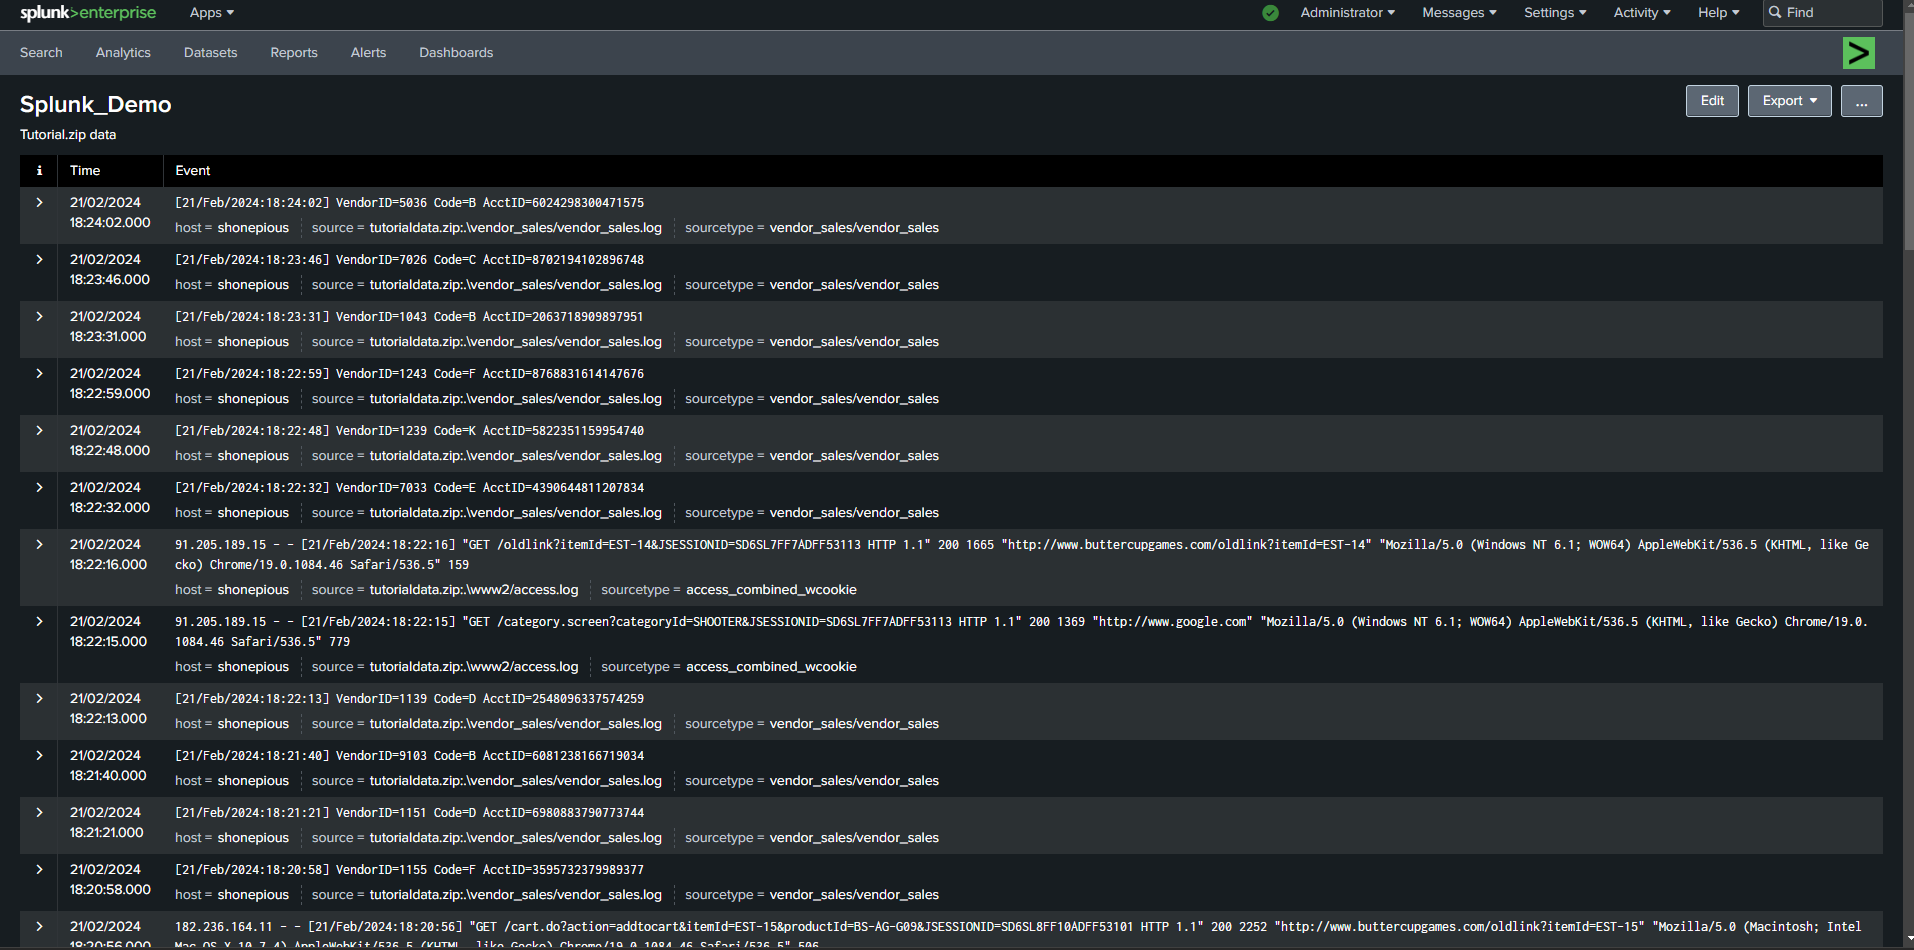 splunk>enterprise Apps Administrator Messages Settings Activity Help Find
Search Analytics Datasets Reports Alerts Dashboards
Splunk_Demo Edit Export ...
Tutorial.zip data
i Time Event
21/02/2024 [21/Feb/2024:18:24:02] VendorID=5036 Code=B AcctID=6024298300471575
18:24:02.000 host = shonepious source = tutorialdata.zip:.\vendor_sales/vendor_sales.log sourcetype = vendor_sales/vendor_sales
21/02/2024 [21/Feb/2024:18:23:46] VendorID=7026 Code=C AcctID=8702194102896748
18:23:46.000 host = shonepious source = tutorialdata.zip:.\vendor_sales/vendor_sales.log sourcetype = vendor_sales/vendor_sales
21/02/2024 [21/Feb/2024:18:23:31] VendorID=1043 Code=B AcctID=2063718909897951
18:23:31.000 host = shonepious source = tutorialdata.zip:.\vendor_sales/vendor_sales.log sourcetype = vendor_sales/vendor_sales
21/02/2024 [21/Feb/2024:18:22:59] VendorID=1243 Code=F AcctID=8768831614147676
18:22:59.000 host = shonepious source = tutorialdata.zip:.\vendor_sales/vendor_sales.log sourcetype = vendor_sales/vendor_sales
21/02/2024 [21/Feb/2024:18:22:48] VendorID=1239 Code=K AcctID=5822351159954740
18:22:48.000 host = shonepious source = tutorialdata.zip:.\vendor_sales/vendor_sales.log sourcetype = vendor_sales/vendor_sales
21/02/2024 [21/Feb/2024:18:22:32] VendorID=7033 Code=E AcctID=4390644811207834
18:22:32.000 host = shonepious source = tutorialdata.zip:.\vendor_sales/vendor_sales.log sourcetype = vendor_sales/vendor_sales
21/02/2024 91.205.189.15 - - [21/Feb/2024:18:22:16] "GET /oldlink?itemId=EST-14&JSESSIONID=SD6SL7FF7ADFF53113 HTTP 1.1" 200 1665 "http://www.buttercupgames.com/oldlink?itemId=EST-14" "Mozilla/5.0 (Windows NT 6.1; WOW64) AppleWebKit/536.5 (KHTML, like Ge
18:22:16.000 cko) Chrome/19.0.1084.46 Safari/536.5" 159
host = shonepious source = tutorialdata.zip:.\www2/access.log sourcetype = access_combined_wcookie
21/02/2024 91.205.189.15 - - [21/Feb/2024:18:22:15] "GET /category.screen?categoryId=SHOOTER&JSESSIONID=SD6SL7FF7ADFF53113 HTTP 1.1" 200 1369 "http://www.google.com" "Mozilla/5.0 (Windows NT 6.1; WOW64) AppleWebKit/536.5 (KHTML, like Gecko) Chrome/19.0.
18:22:15.000 1084.46 Safari/536.5" 779
host = shonepious source = tutorialdata.zip:.\www2/access.log sourcetype = access_combined_wcookie
21/02/2024 [21/Feb/2024:18:22:13] VendorID=1139 Code=D AcctID=2548096337574259
18:22:13.000 host = shonepious source = tutorialdata.zip:.\vendor_sales/vendor_sales.log sourcetype = vendor_sales/vendor_sales
21/02/2024 [21/Feb/2024:18:21:40] VendorID=9103 Code=B AcctID=6081238166719034
18:21:40.000 host = shonepious source = tutorialdata.zip:.\vendor_sales/vendor_sales.log sourcetype = vendor_sales/vendor_sales
21/02/2024 [21/Feb/2024:18:21:21] VendorID=1151 Code=D AcctID=6980883790773744
18:21:21.000 host = shonepious source = tutorialdata.zip:.\vendor_sales/vendor_sales.log sourcetype = vendor_sales/vendor_sales
21/02/2024 [21/Feb/2024:18:20:58] VendorID=1155 Code=F AcctID=3595732379989377
18:20:58.000 host = shonepious source = tutorialdata.zip:.\vendor_sales/vendor_sales.log sourcetype = vendor_sales/vendor_sales
21/02/2024 182.236.164.11 - - [21/Feb/2024:18:20:56] "GET /cart.do?action=addtocart&itemId=EST-15&productId=BS-AG-G09&JSESSIONID=SD6SL8FF10ADFF53101 HTTP 1.1" 200 2252 "http://www.buttercupgames.com/oldlink?itemId=EST-15" "Mozilla/5.0 (Macintosh; Intel
18:20:56.000 Mac OS X 10_7_4) AppleWebKit/536.5 (KHTML, like Gecko) Chrome/19.0.1084.46 Safari/536.5" 506